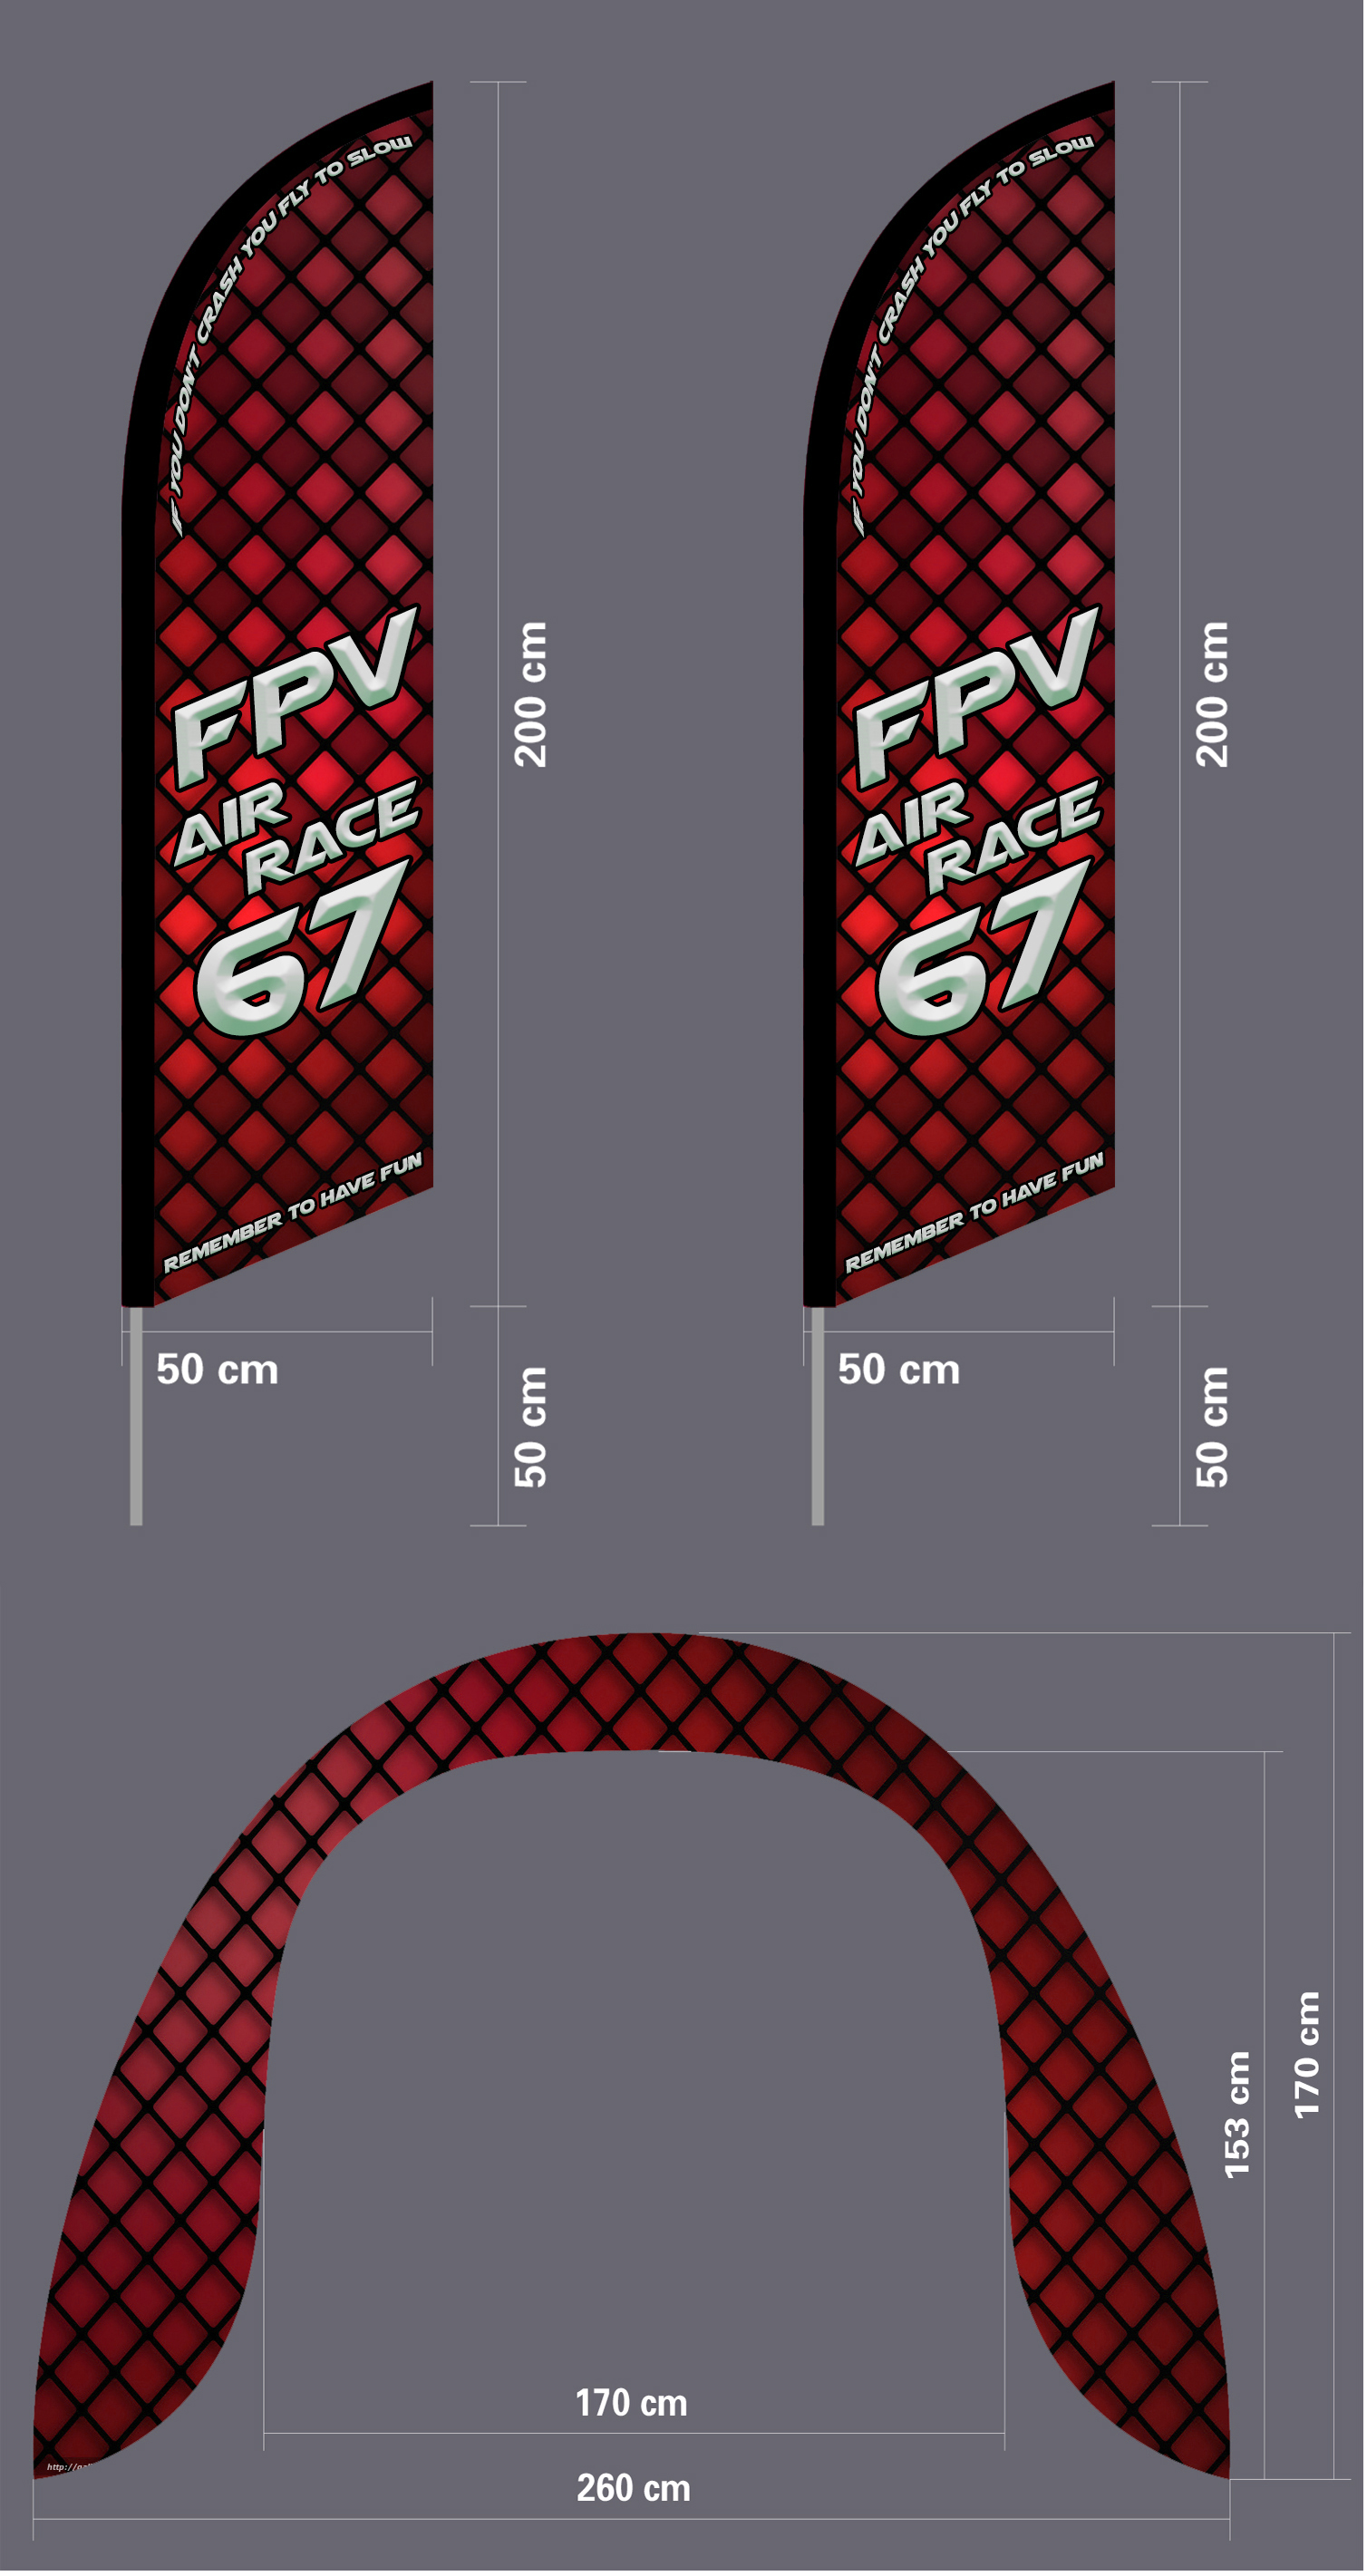 IF YOU DON'T CRASH YOU FLY TO SLOW
FPV
AIR
RACE
67
REMEMBER TO HAVE FUN
200 cm
50 cm
50 cm
IF YOU DON'T CRASH YOU FLY TO SLOW
FPV
AIR
RACE
67
REMEMBER TO HAVE FUN
200 cm
50 cm
50 cm
153 cm
170 cm
170 cm
http://
260 cm